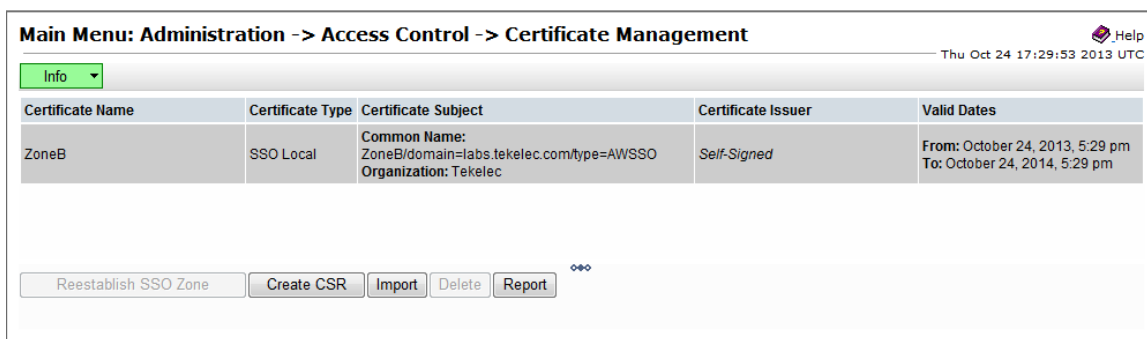 Main Menu: Administration -> Access Control -> Certificate Management
Help
Thu Oct 24 17:29:53 2013 UTC
Info
Certificate Name Certificate Type Certificate Subject Certificate Issuer Valid Dates
ZoneB SSO Local Common Name: ZoneB/domain=labs.tekelec.com/type=AWSSO Organization: Tekelec Self-Signed From: October 24, 2013, 5:29 pm To: October 24, 2014, 5:29 pm
Reestablish SSO Zone Create CSR Import Delete Report